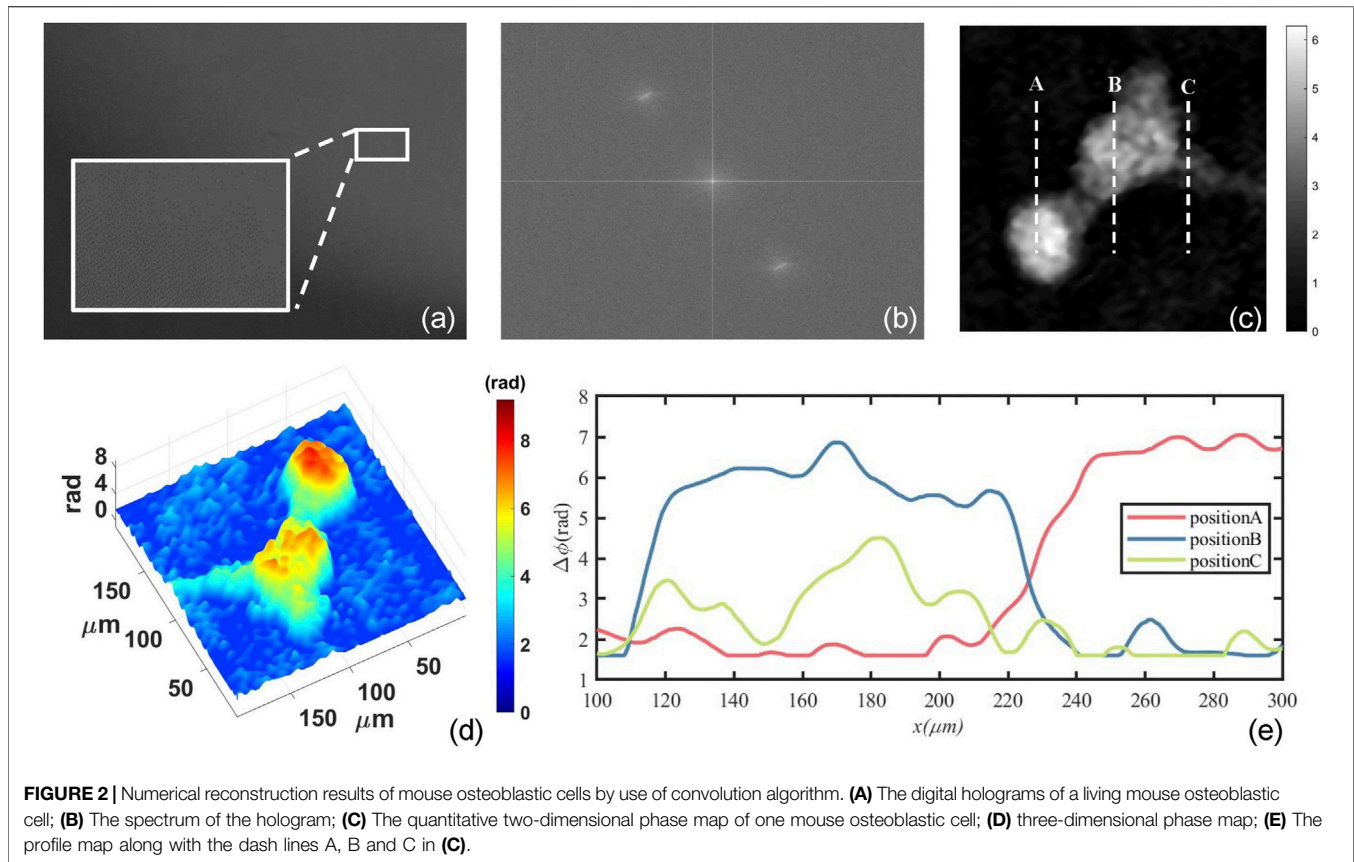 (a)
(b)
A
B
C
(c)
6
5
4
3
2
1
0
(rad)
8
4
0
rad
150
100
50
μm
150
100
50
μm
8
6
4
2
0
(d)
8
7
6
5
4
3
2
1
Δϕ(rad)
positionA
positionB
positionC
100 120 140 160 180 200 220 240 260 280 300
x(μm)
(e)
FIGURE 2 | Numerical reconstruction results of mouse osteoblastic cells by use of convolution algorithm. (A) The digital holograms of a living mouse osteoblastic
cell; (B) The spectrum of the hologram; (C) The quantitative two-dimensional phase map of one mouse osteoblastic cell; (D) three-dimensional phase map; (E) The
profile map along with the dash lines A, B and C in (C).